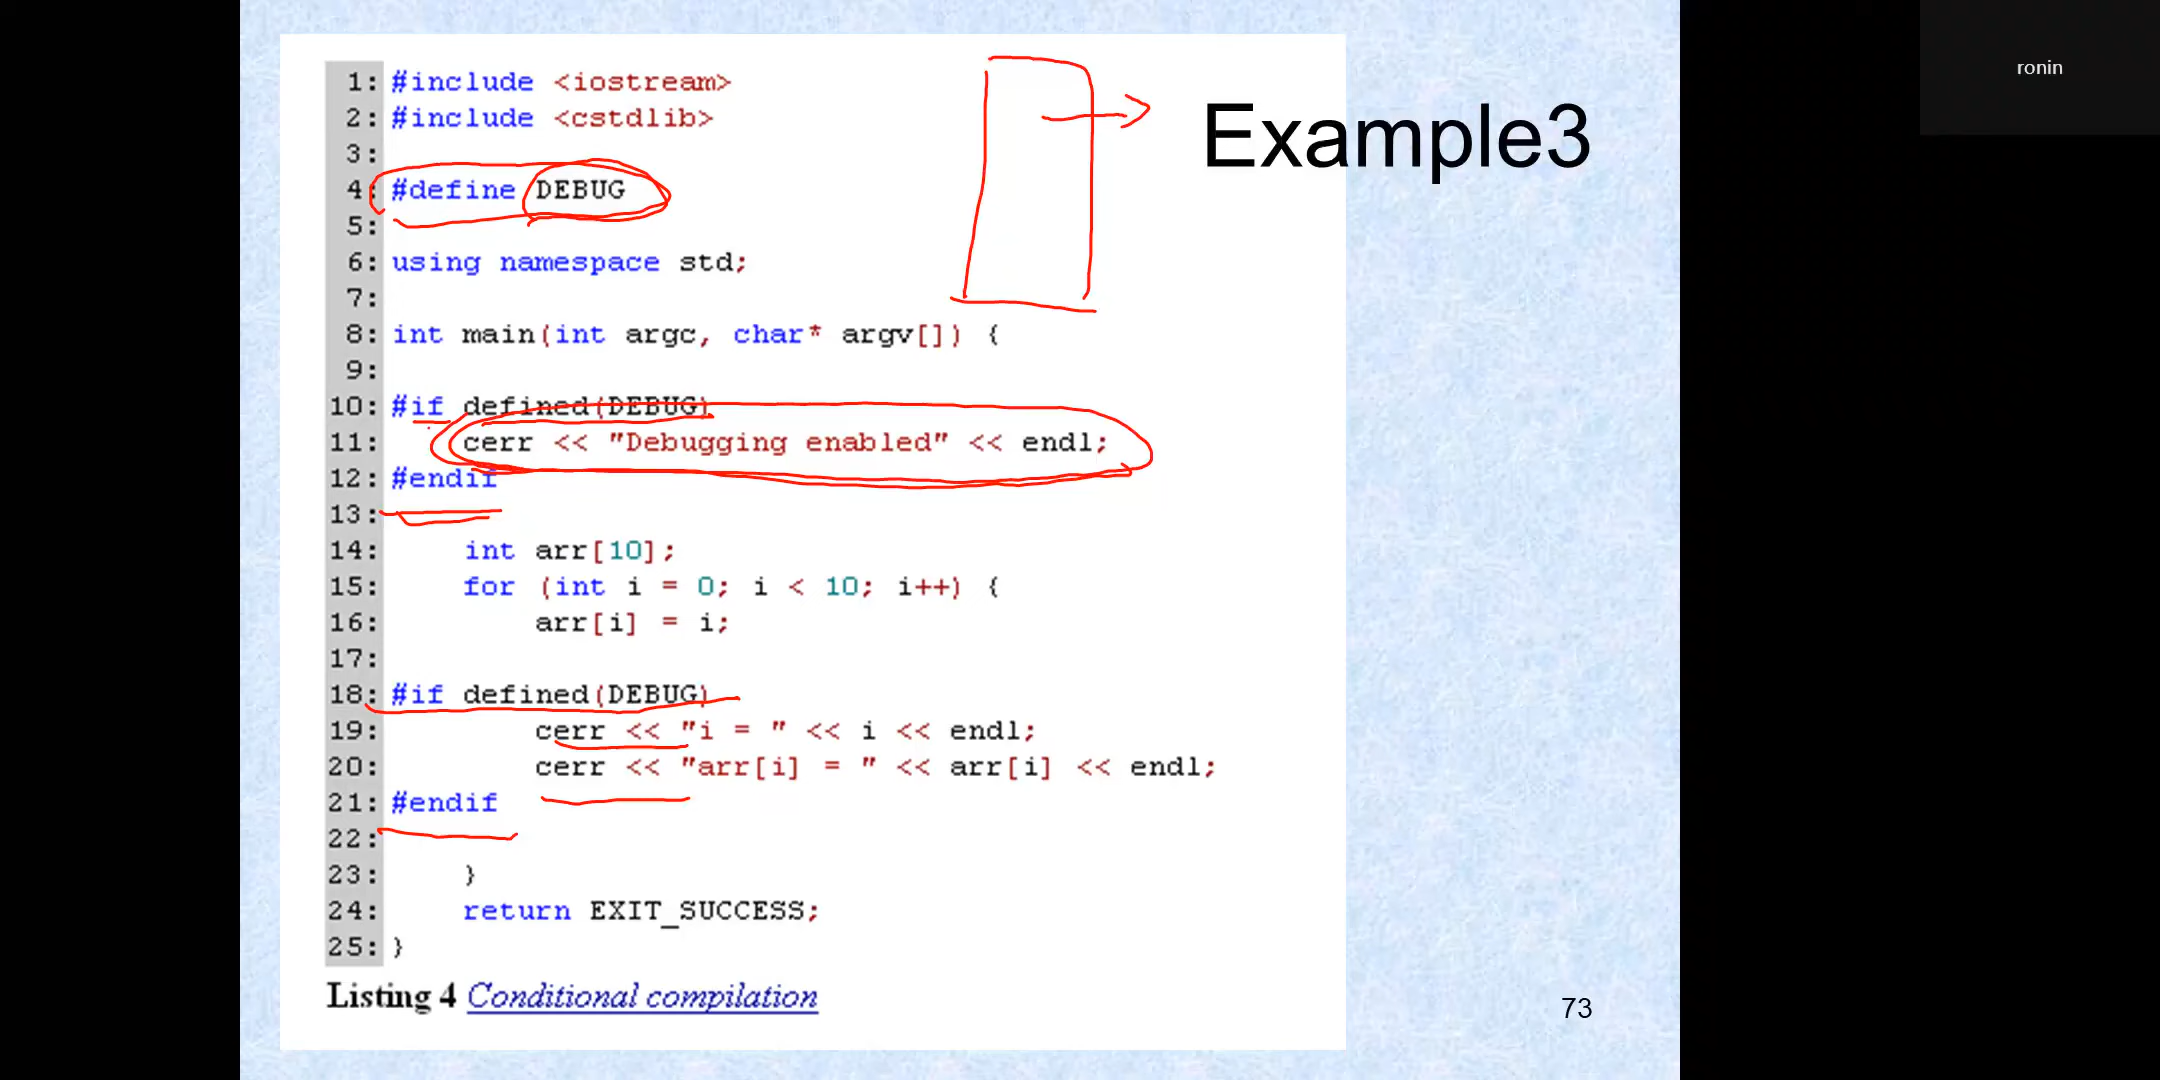 1: #include <iostream>
2: #include <cstdlib>
3:
4: #define DEBUG
5:
6: using namespace std;
7:
8: int main(int argc, char* argv[]) {
9:
10: #if defined(DEBUG)
11:     cerr << "Debugging enabled" << endl;
12: #endif
13:
14:     int arr[10];
15:     for (int i = 0; i < 10; i++) {
16:         arr[i] = i;
17:
18: #if defined(DEBUG)
19:         cerr << "i = " << i << endl;
20:         cerr << "arr[i] = " << arr[i] << endl;
21: #endif
22:
23:     }
24:     return EXIT_SUCCESS;
25: }
Listing 4 Conditional compilation
Example3
73
ronin